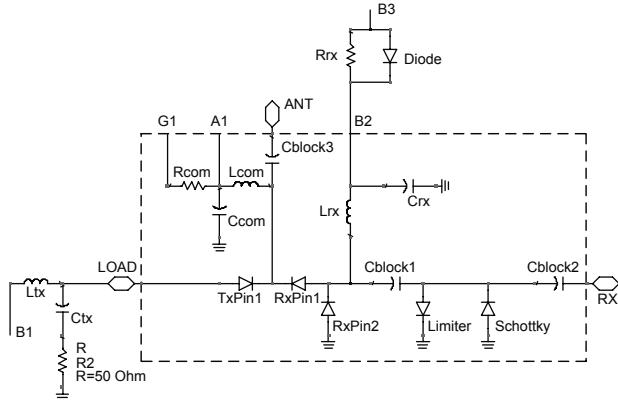 B3
Rrx
Diode
ANT
G1
A1
B2
Cblock3
Rcom
Lcom
Ccom
Crx
Lrx
LOAD
Cblock1
Cblock2
Ltx
RX
TxPin1
RxPin1
Ctx
RxPin2
Limiter
Schottky
B1
R
R2
R=50 Ohm